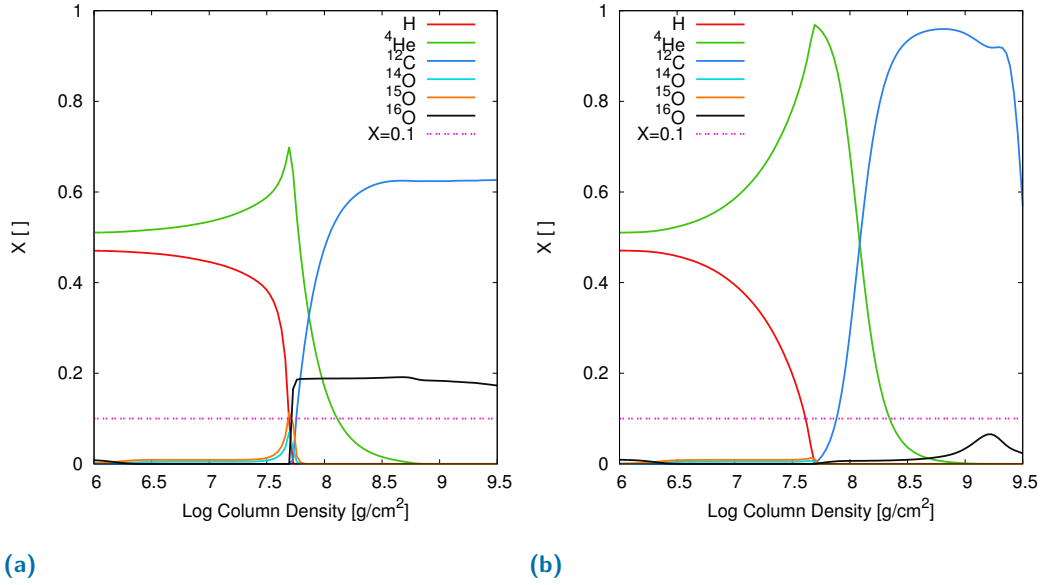 1
0.8
0.6
0.4
0.2
0
X [ ]
6 6.5 7 7.5 8 8.5 9 9.5
Log Column Density [g/cm²]
H
⁴He
¹²C
¹⁴O
¹⁵O
¹⁶O
X=0.1
(a)
1
0.8
0.6
0.4
0.2
0
X [ ]
6 6.5 7 7.5 8 8.5 9 9.5
Log Column Density [g/cm²]
H
⁴He
¹²C
¹⁴O
¹⁵O
¹⁶O
X=0.1
(b)